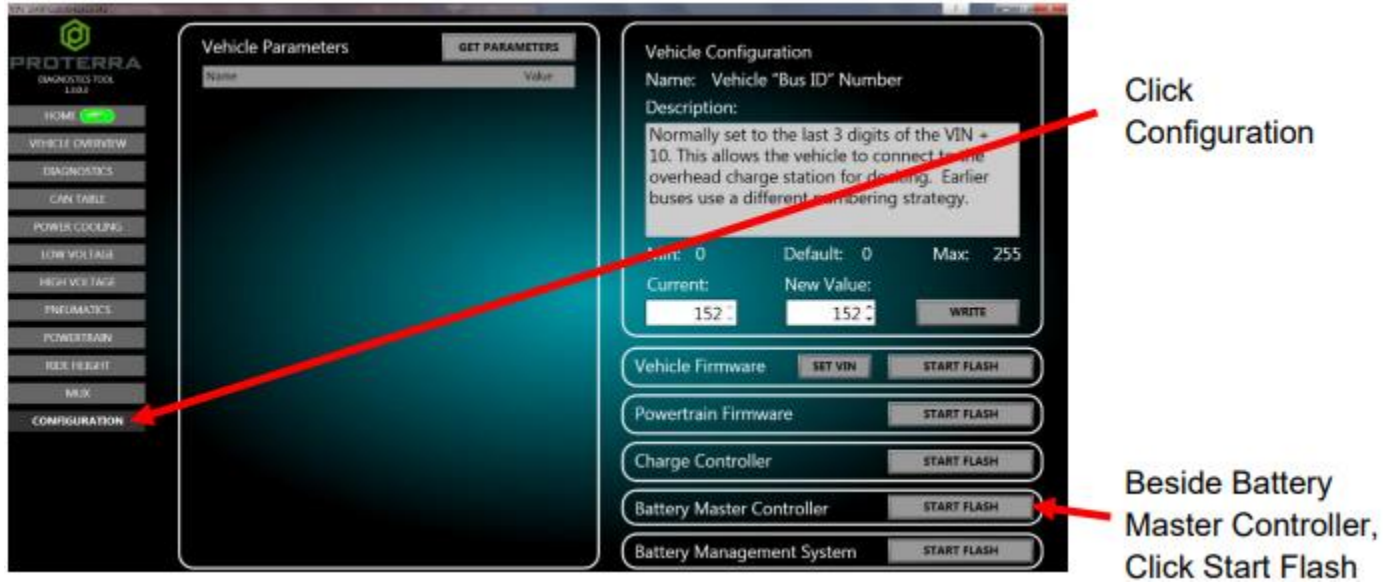 PROTERRA
DIAGNOSTICS TOOL
HOME
VEHICLE OVERVIEW
DIAGNOSTICS
CAN TABLE
POWER COOLING
LOW VOLTAGE
HIGH VOLTAGE
PNEUMATICS
POWERTRAIN
RIDE HEIGHT
MUX
CONFIGURATION
Vehicle Parameters GET PARAMETERS
Name Value
Vehicle Configuration
Name: Vehicle "Bus ID" Number
Description:
Normally set to the last 3 digits of the VIN +
10. This allows the vehicle to connect to the
overhead charge station for docking. Earlier
buses use a different numbering strategy.
Min: 0 Default: 0 Max: 255
Current: New Value:
152 152 WRITE
Vehicle Firmware SET VIN START FLASH
Powertrain Firmware START FLASH
Charge Controller START FLASH
Battery Master Controller START FLASH
Battery Management System START FLASH
Click
Configuration
Beside Battery
Master Controller,
Click Start Flash